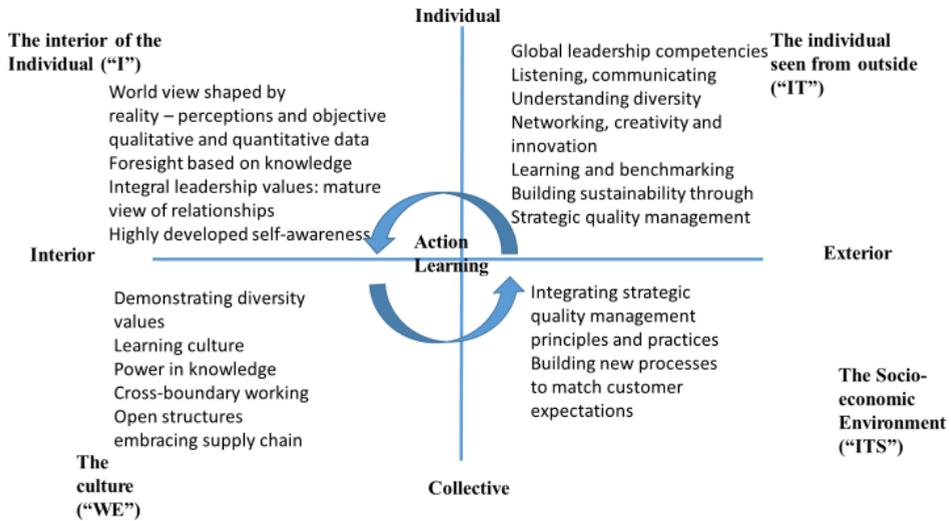 Individual
The interior of the
Individual (“I”)
World view shaped by
reality – perceptions and objective
qualitative and quantitative data
Foresight based on knowledge
Integral leadership values: mature
view of relationships
Highly developed self-awareness
Global leadership competencies
Listening, communicating
Understanding diversity
Networking, creativity and
innovation
Learning and benchmarking
Building sustainability through
Strategic quality management
The individual
seen from outside
(“IT”)
Interior
Action
Learning
Exterior
Demonstrating diversity
values
Learning culture
Power in knowledge
Cross-boundary working
Open structures
embracing supply chain
The
culture
(“WE”)
Integrating strategic
quality management
principles and practices
Building new processes
to match customer
expectations
The Socio-
economic
Environment
(“ITS”)
Collective